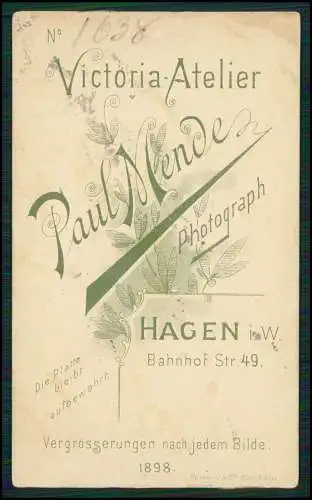 No 1638
Victoria-Atelier
Paul Mende
Photograph
HAGEN i. W.
Bahnhof Str. 49.
Die Platte
bleibt
aufbewahrt
Vergrösserungen nach jedem Bilde.
1898